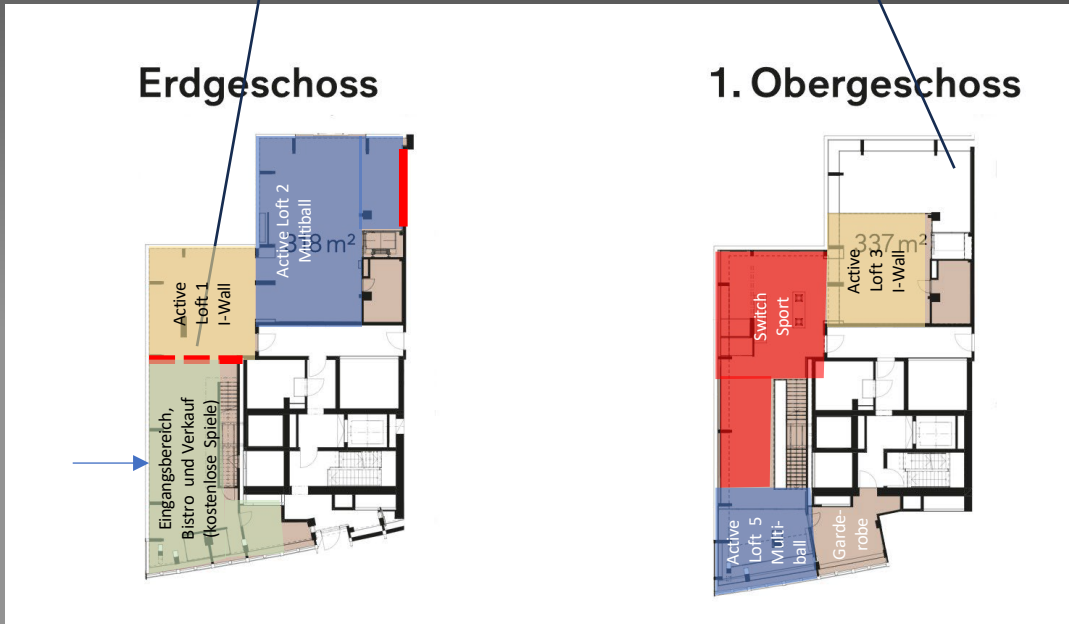 Erdgeschoss
1. Obergeschoss
Active Loft 2
Multiball
m²
Active
Loft 1
I-Wall
Eingangsbereich,
Bistro und Verkauf
(kostenlose Spiele)
337 m²
Active
Loft 3
I-Wall
Switch
Sport
Active
Loft 5
Multi-
ball
Garde-
robe